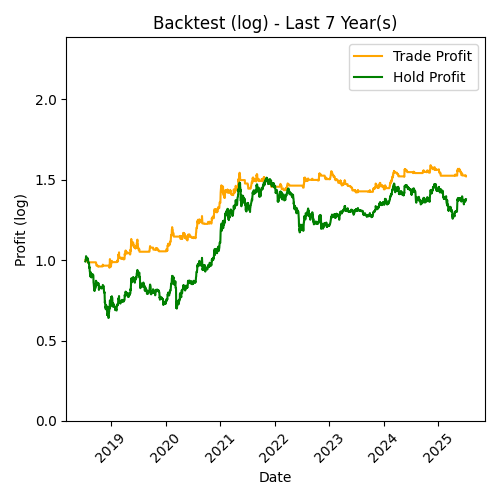 Backtest (log) - Last 7 Year(s)
Trade Profit
Hold Profit
Profit (log)
2.0
1.5
1.0
0.5
0.0
2019
2020
2021
2022
2023
2024
2025
Date